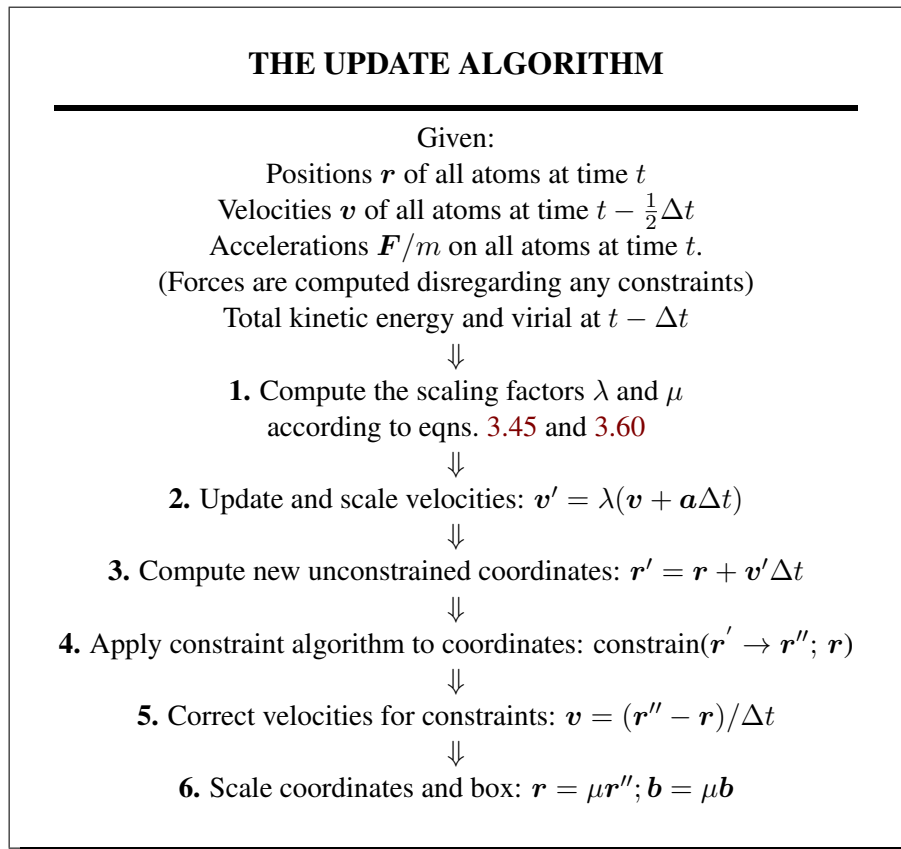 THE UPDATE ALGORITHM
Given:
Positions r of all atoms at time t
Velocities v of all atoms at time t − ½Δt
Accelerations F/m on all atoms at time t.
(Forces are computed disregarding any constraints)
Total kinetic energy and virial at t − Δt
⇓
1. Compute the scaling factors λ and μ
according to eqns. 3.45 and 3.60
⇓
2. Update and scale velocities: v′ = λ(v + aΔt)
⇓
3. Compute new unconstrained coordinates: r′ = r + v′Δt
⇓
4. Apply constraint algorithm to coordinates: constrain(r′ → r″; r)
⇓
5. Correct velocities for constraints: v = (r″ − r)/Δt
⇓
6. Scale coordinates and box: r = μr″; b = μb